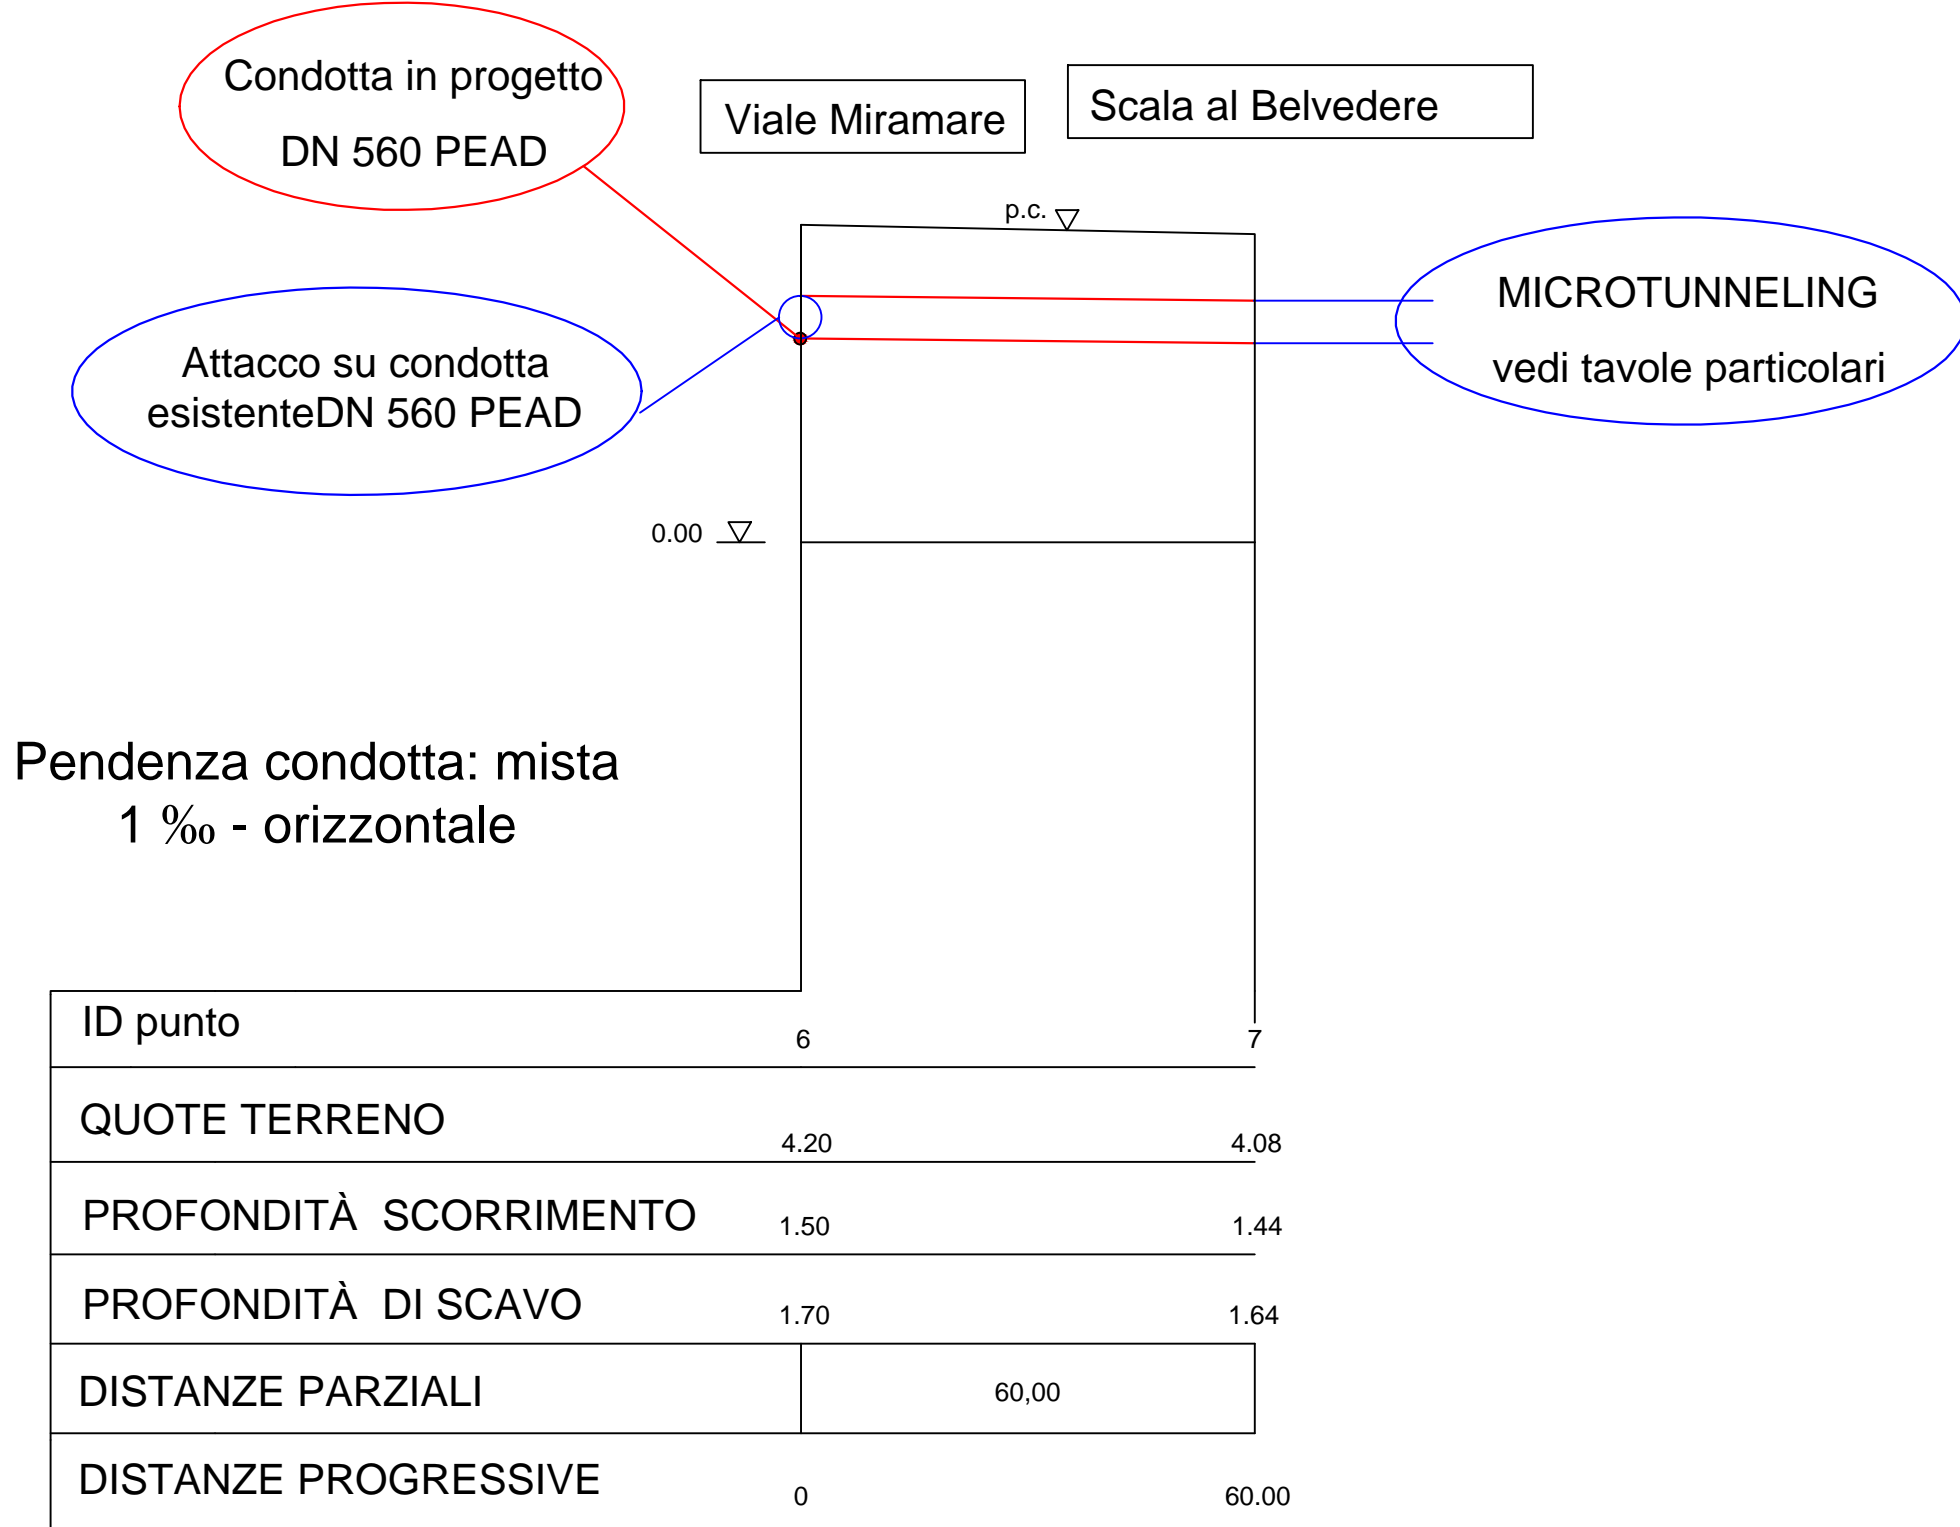 Condotta in progetto
DN 560 PEAD
Viale Miramare
Scala al Belvedere
p.c.
MICROTUNNELING
vedi tavole particolari
Attacco su condotta
esistenteDN 560 PEAD
0.00
Pendenza condotta: mista
1 ‰ - orizzontale
ID punto 6 7
QUOTE TERRENO 4.20 4.08
PROFONDITÀ SCORRIMENTO 1.50 1.44
PROFONDITÀ DI SCAVO 1.70 1.64
DISTANZE PARZIALI 60,00
DISTANZE PROGRESSIVE 0 60.00